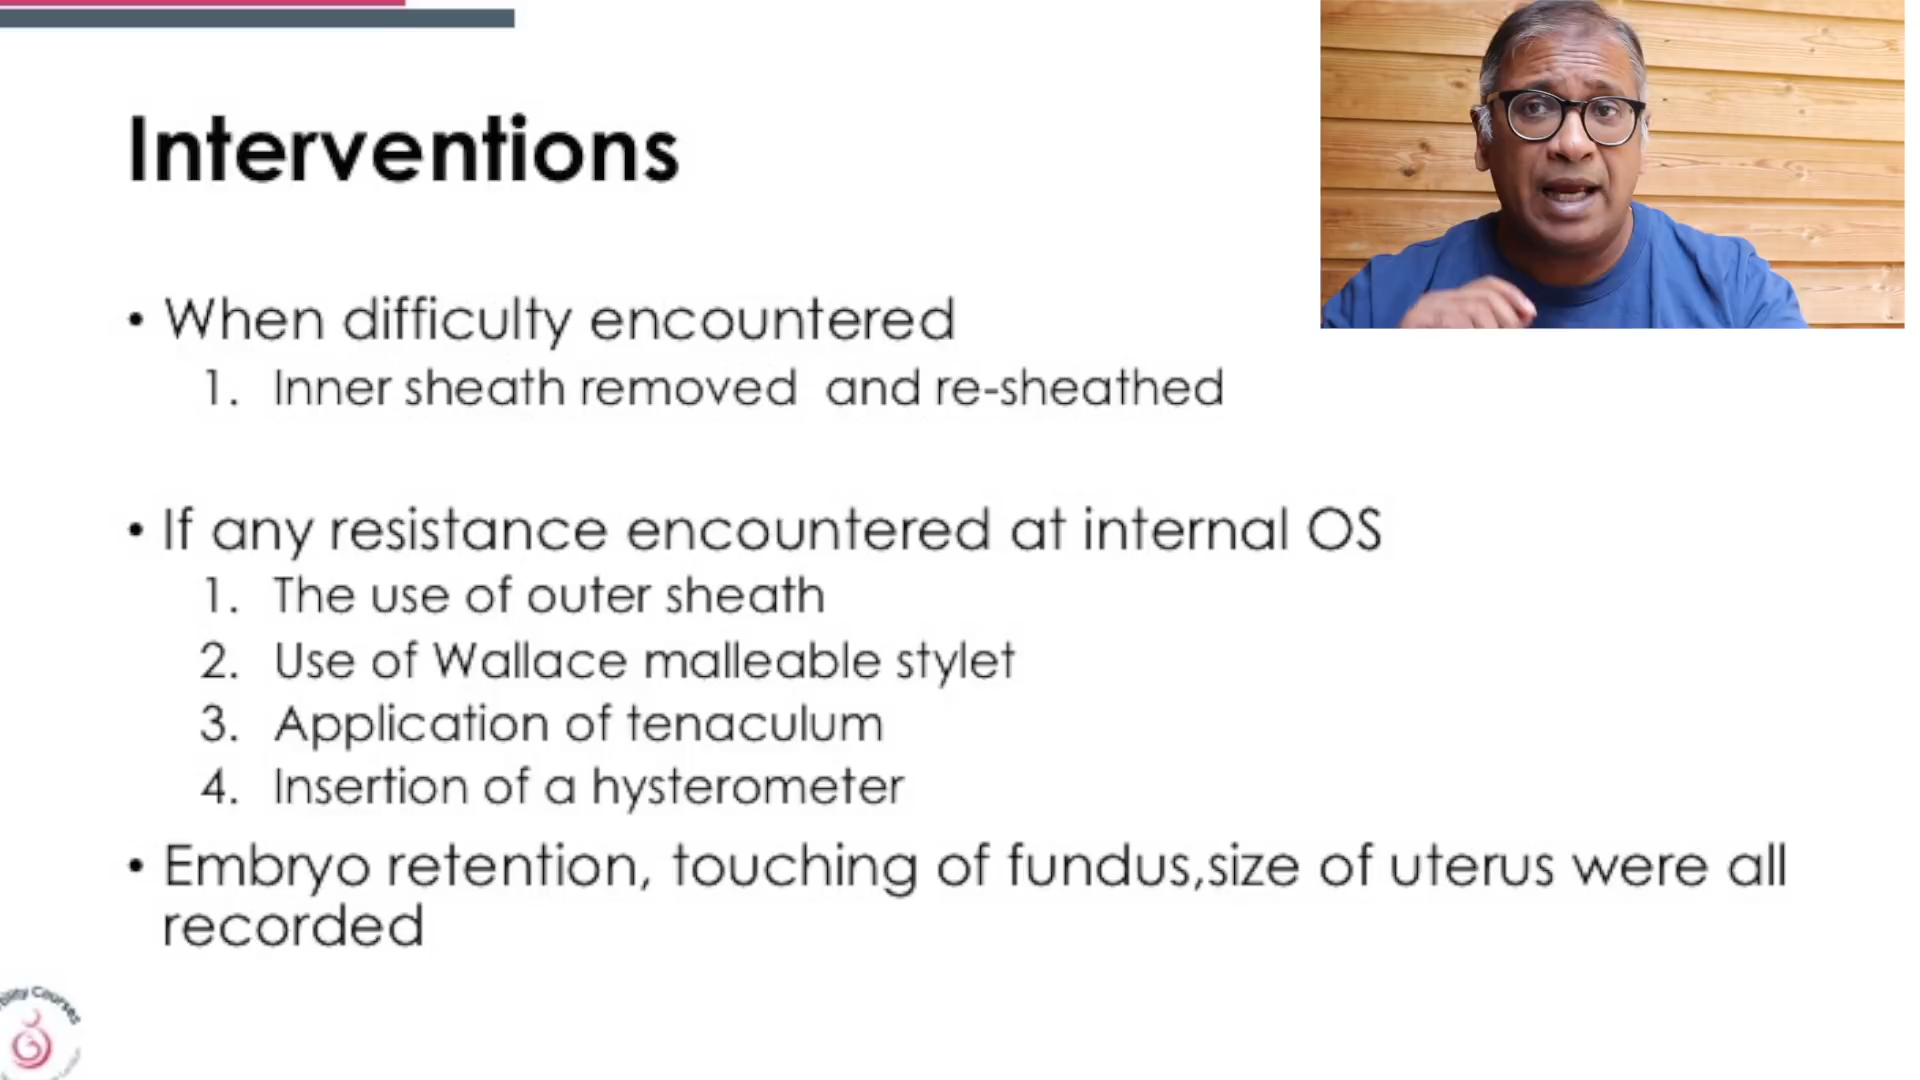 Interventions
• When difficulty encountered
1. Inner sheath removed and re-sheathed
• If any resistance encountered at internal OS
1. The use of outer sheath
2. Use of Wallace malleable stylet
3. Application of tenaculum
4. Insertion of a hysterometer
• Embryo retention, touching of fundus,size of uterus were all
recorded
Courses